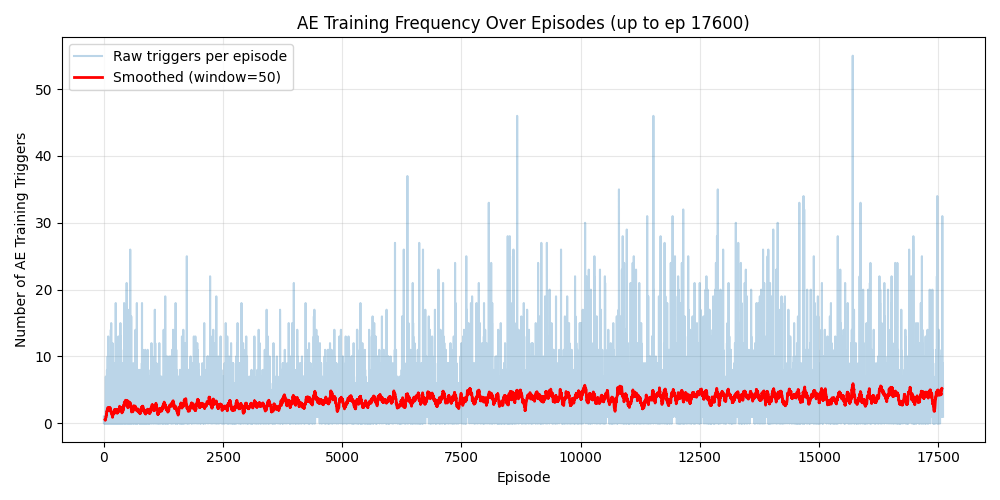 AE Training Frequency Over Episodes (up to ep 17600)
Raw triggers per episode
Smoothed (window=50)
Number of AE Training Triggers
50
40
30
20
10
0
0 2500 5000 7500 10000 12500 15000 17500
Episode